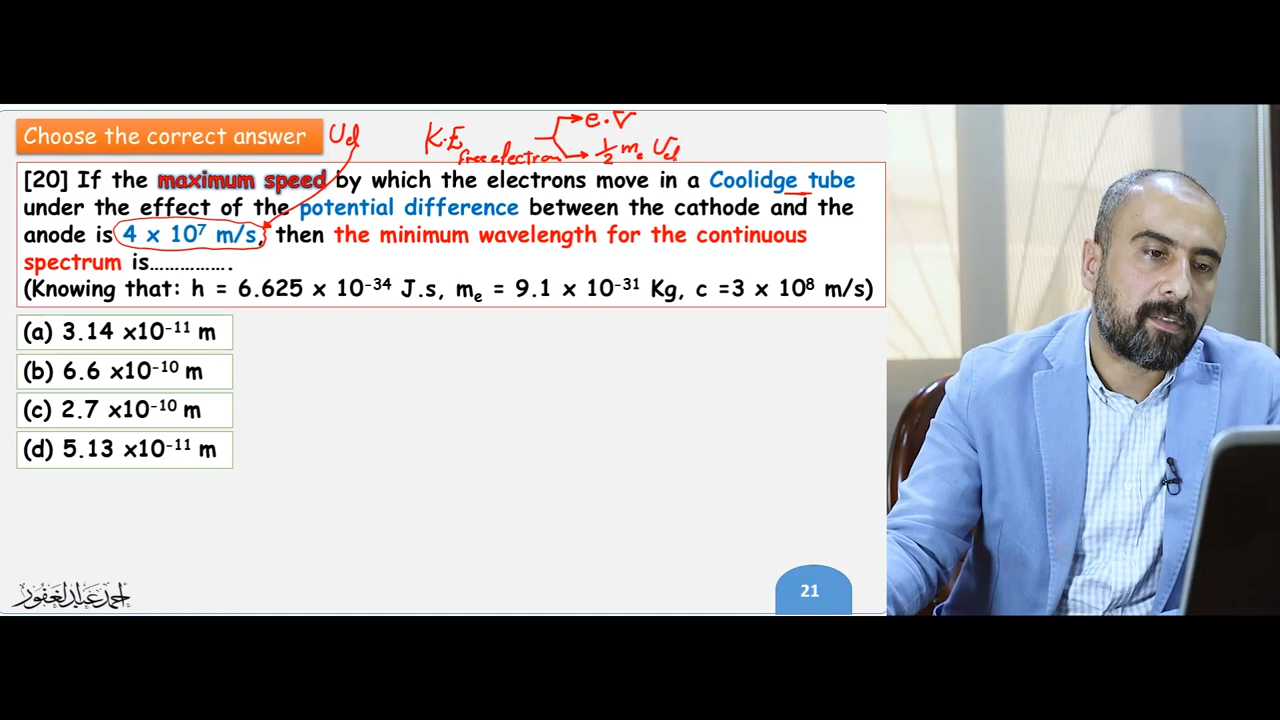 Choose the correct answer
K.E free electron → e.V
→ ½ mₑ
[20] If the maximum speed by which the electrons move in a Coolidge tube
under the effect of the potential difference between the cathode and the
anode is 4 x 10⁷ m/s, then the minimum wavelength for the continuous
spectrum is……………
(Knowing that: h = 6.625 x 10⁻³⁴ J.s, mₑ = 9.1 x 10⁻³¹ Kg, c =3 x 10⁸ m/s)
(a) 3.14 x10⁻¹¹ m
(b) 6.6 x10⁻¹⁰ m
(c) 2.7 x10⁻¹⁰ m
(d) 5.13 x10⁻¹¹ m
احمد عبد الغفور
21